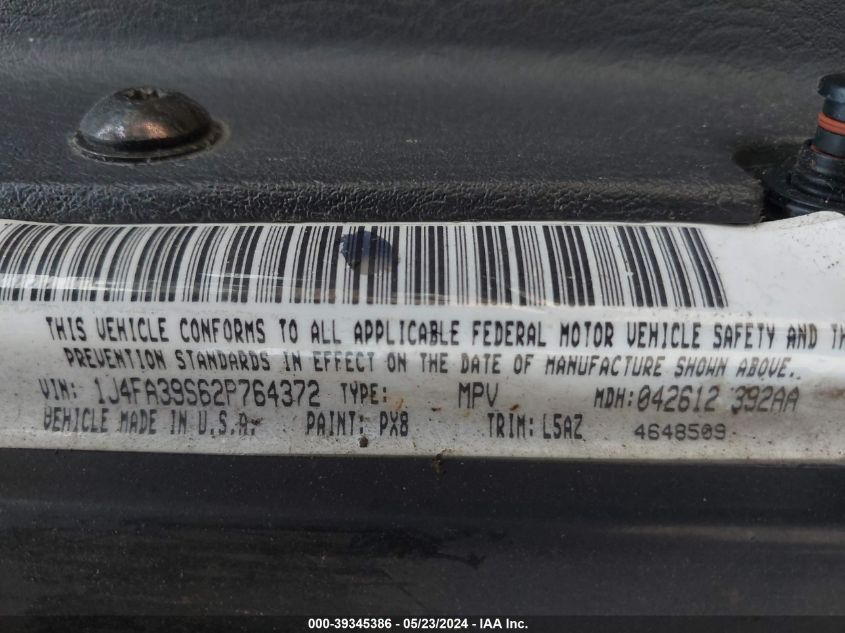 THIS VEHICLE CONFORMS TO ALL APPLICABLE FEDERAL MOTOR VEHICLE SAFETY AND
PREVENTION STANDARDS IN EFFECT ON THE DATE OF MANUFACTURE SHOWN ABOVE.
VIN: 1J4FA39S62P764372 TYPE: MPV MDH:042612 392AA
VEHICLE MADE IN U.S.A. PAINT: PX8 TRIM: L5AZ 4648509
000-39345386 - 05/23/2024 - IAA Inc.